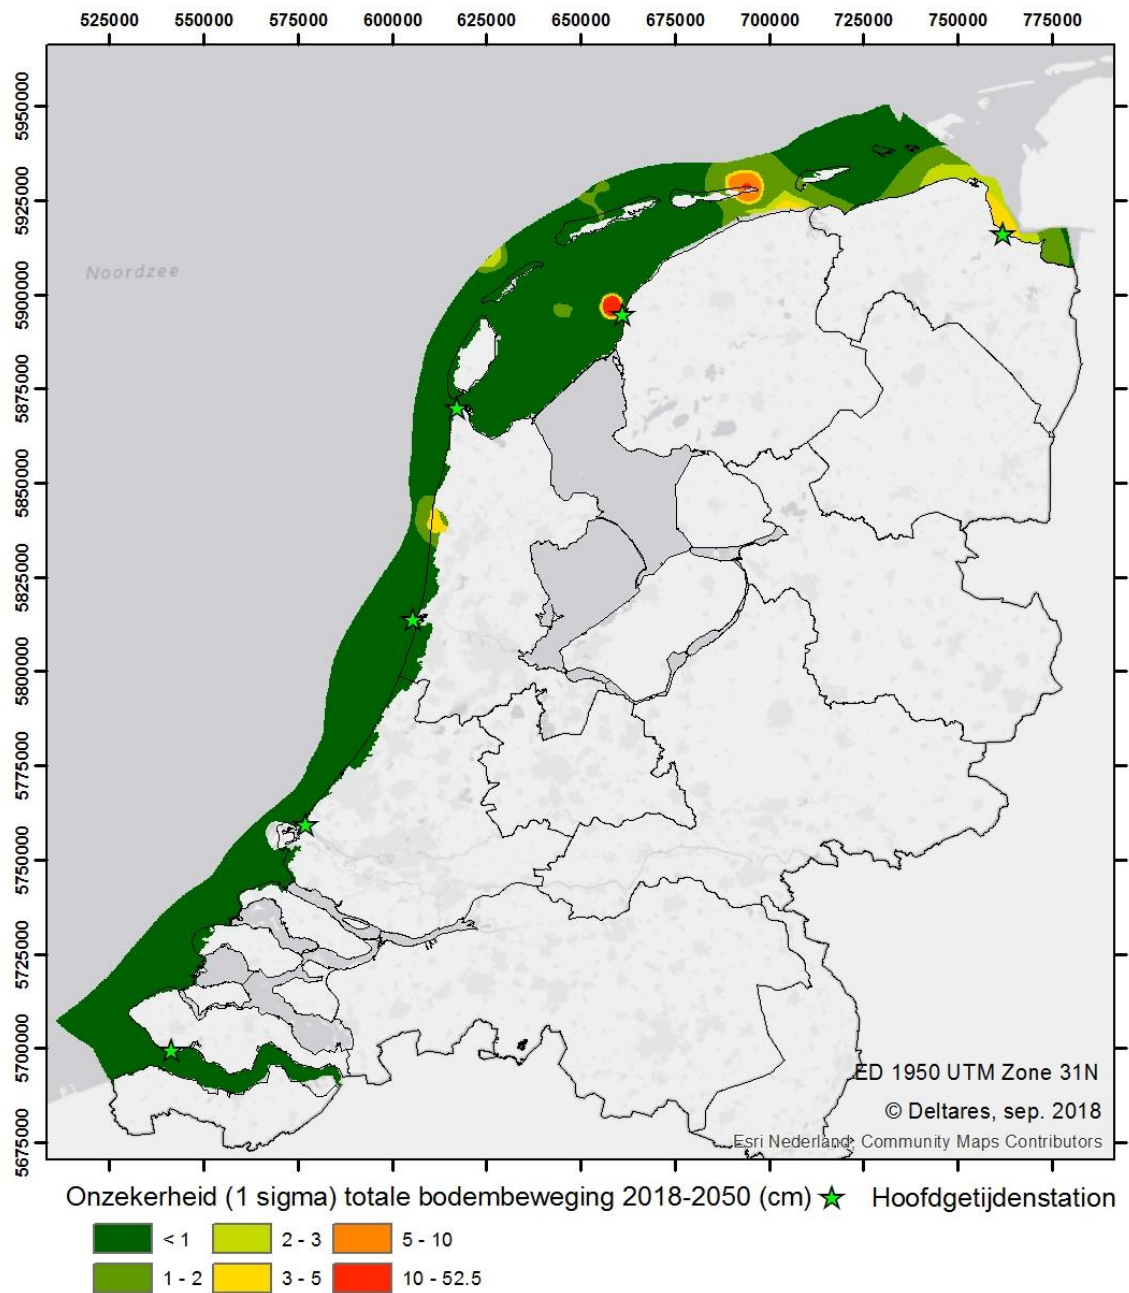 525000 550000 575000 600000 625000 650000 675000 700000 725000 750000 775000
5950000
5925000
5900000
5875000
5850000
5825000
5800000
5775000
5750000
5725000
5700000
5675000
Noordzee
ED 1950 UTM Zone 31N
© Deltares, sep. 2018
Esri Nederland; Community Maps Contributors
Onzekerheid (1 sigma) totale bodembeweging 2018-2050 (cm) Hoofdgetijdenstation
< 1 2 - 3 5 - 10
1 - 2 3 - 5 10 - 52.5